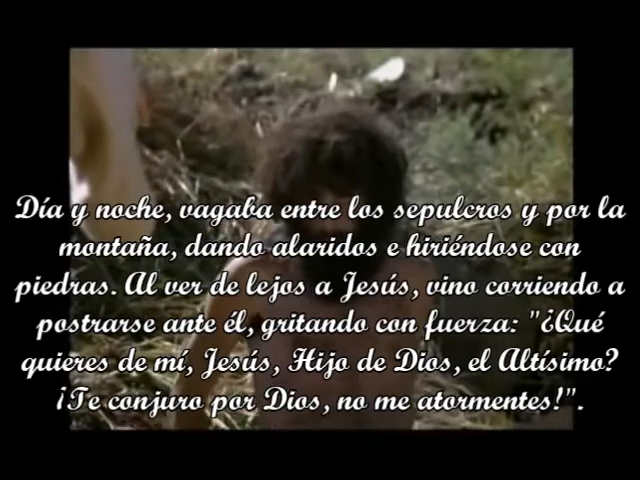 Día y noche, vagaba entre los sepulcros y por la
montaña, dando alaridos e hiriéndose con
piedras. Al ver de lejos a Jesús, vino corriendo a
postrarse ante él, gritando con fuerza: "¿Qué
quieres de mí, Jesús, Hijo de Dios, el Altísimo?
¡Te conjuro por Dios, no me atormentes!".